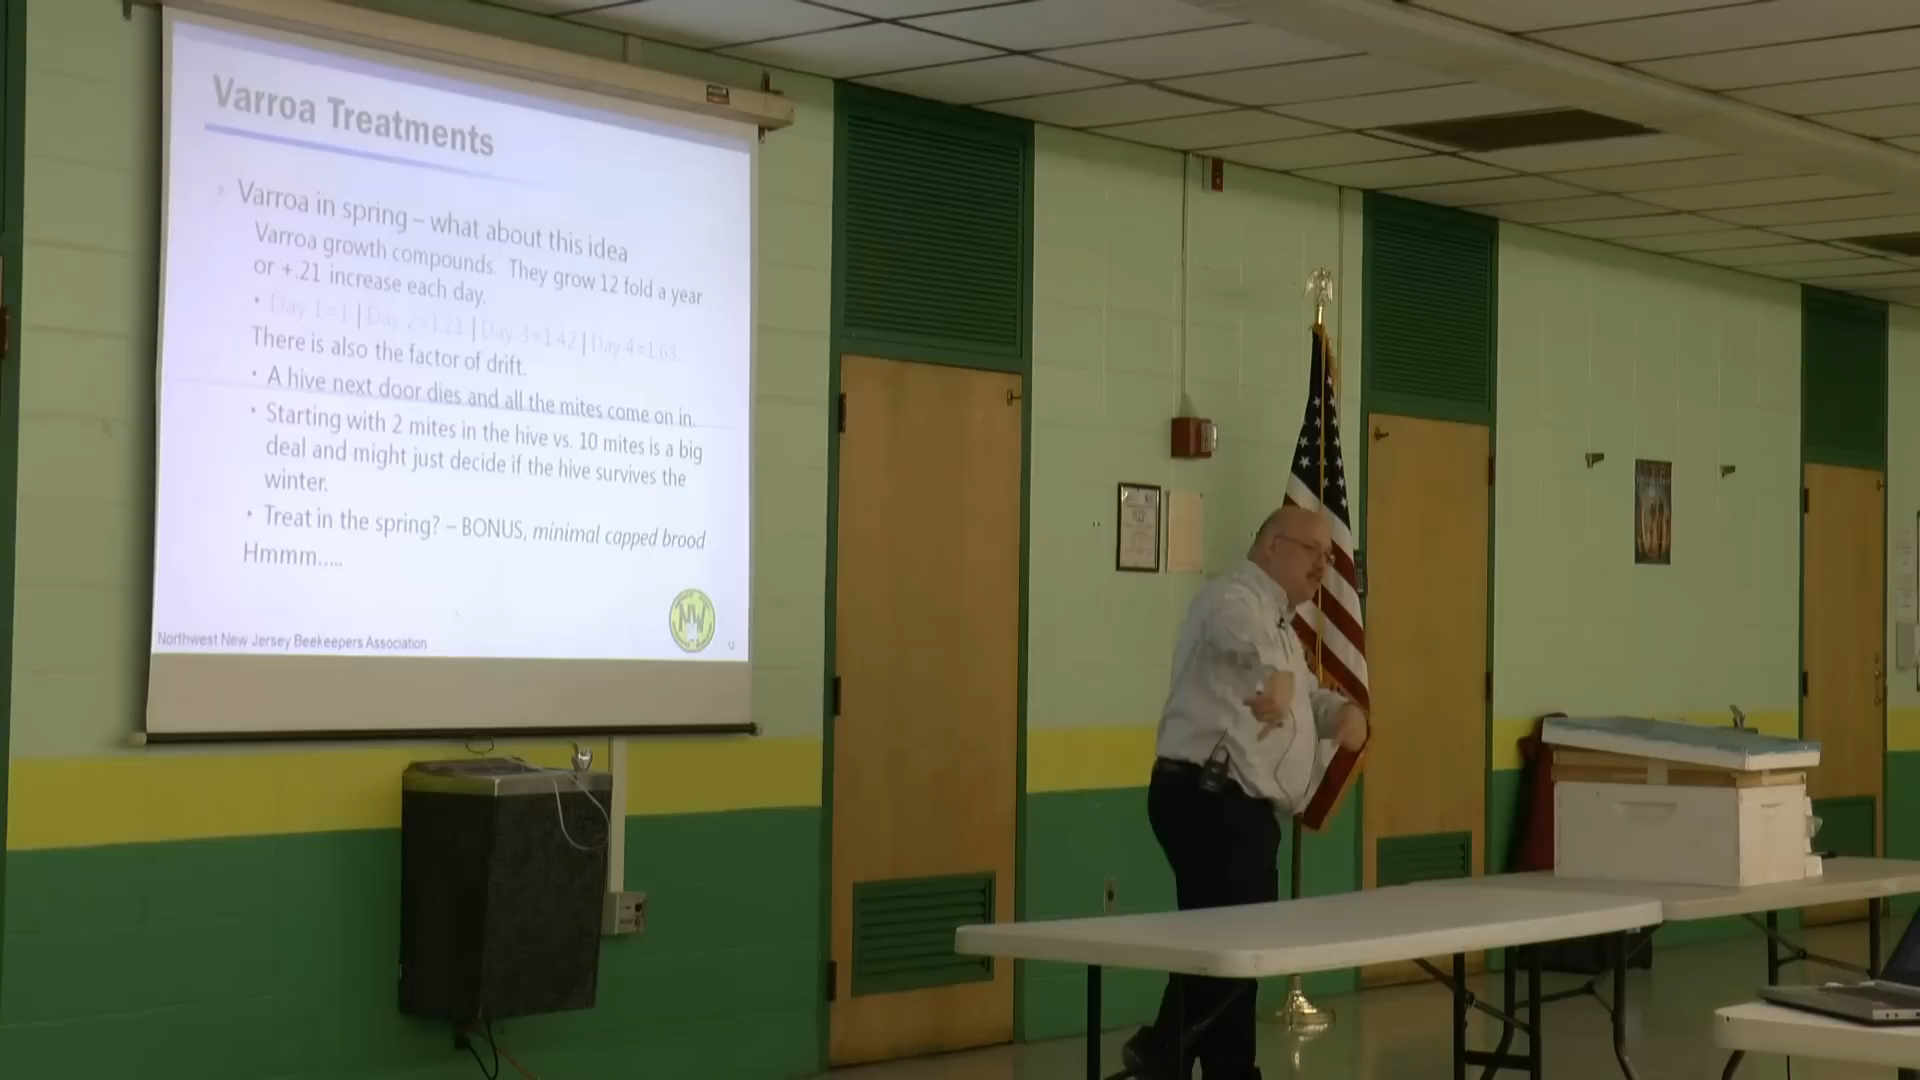 Varroa Treatments
Varroa in spring – what about this idea
Varroa growth compounds. They grow 12 fold a year
or +.21 increase each day.
• Day 1=1 | Day 2=1.21 | Day 3=1.42 | Day 4=1.63..
There is also the factor of drift.
• A hive next door dies and all the mites come on in.
• Starting with 2 mites in the hive vs. 10 mites is a big
deal and might just decide if the hive survives the
winter.
• Treat in the spring? – BONUS, minimal capped brood
Hmmm.....
NW
Northwest New Jersey Beekeepers Association